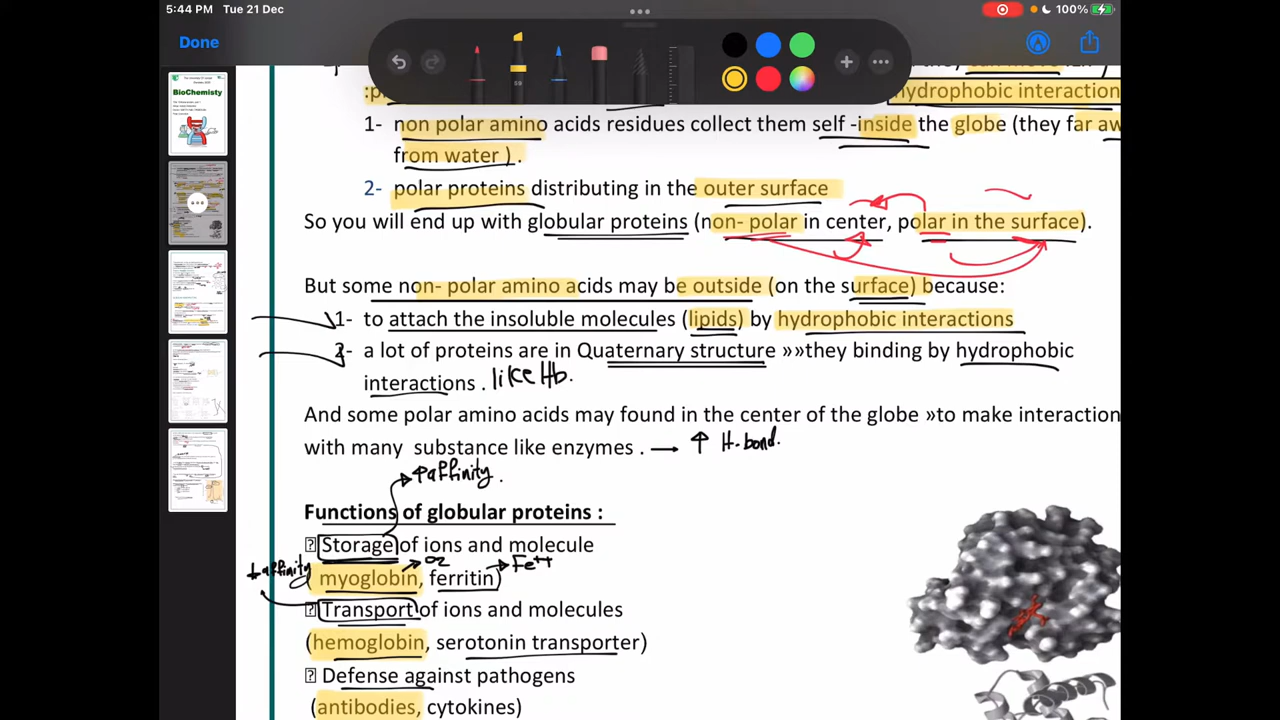 5:44 PM Tue 21 Dec
100%
Done
BioChemisty
hydrophobic interaction
1- non polar amino acids resdues collect them self -inside the globe (they far aw
from water ) .
2- polar proteins distributing in the outer surface
So you will end up with globular proteins (non- polar in center, polar in the surface).
But some non- polar amino acids may be outside (on the surface) because:
1- to attach to insoluble molecules (lipids) by hydrophobic interactions
lot of proteins are in Quaternary structure »they binding by hydrophobic
interactions . like Hb.
And some polar amino acids may found in the center of the globe »to make interaction
with many substance like enzyme . → ↑ H-bond.
↑affinity .
Functions of globular proteins :
Storage of ions and molecule
affinity O2 Fe++
(myoglobin, ferritin)
Transport of ions and molecules
(hemoglobin, serotonin transporter)
Defense against pathogens
(antibodies, cytokines)